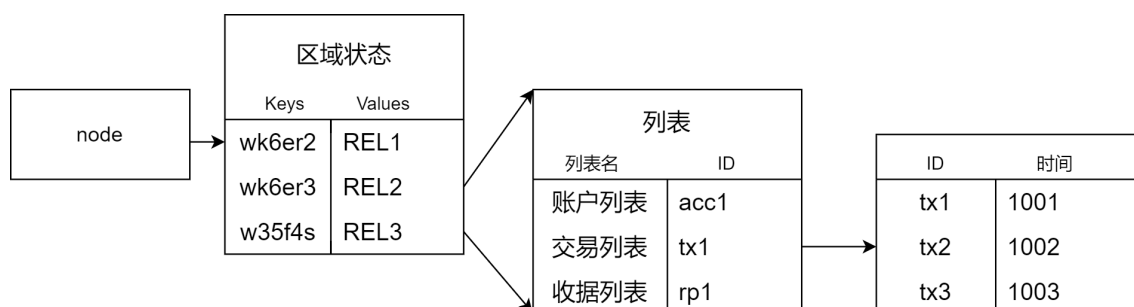 node
区域状态
Keys Values
wk6er2 REL1
wk6er3 REL2
w35f4s REL3
列表
列表名 ID
账户列表 acc1
交易列表 tx1
收据列表 rp1
ID 时间
tx1 1001
tx2 1002
tx3 1003